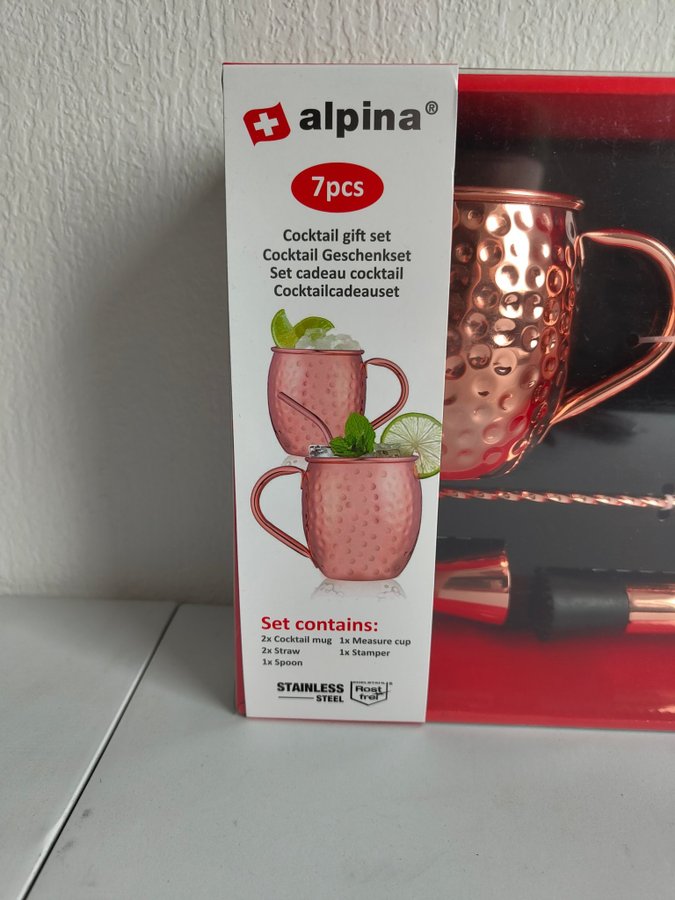 alpina®
7pcs
Cocktail gift set
Cocktail Geschenkset
Set cadeau cocktail
Cocktailcadeauset
Set contains:
2x Cocktail mug 1x Measure cup
2x Straw 1x Stamper
1x Spoon
STAINLESS
STEEL
Rost
frei